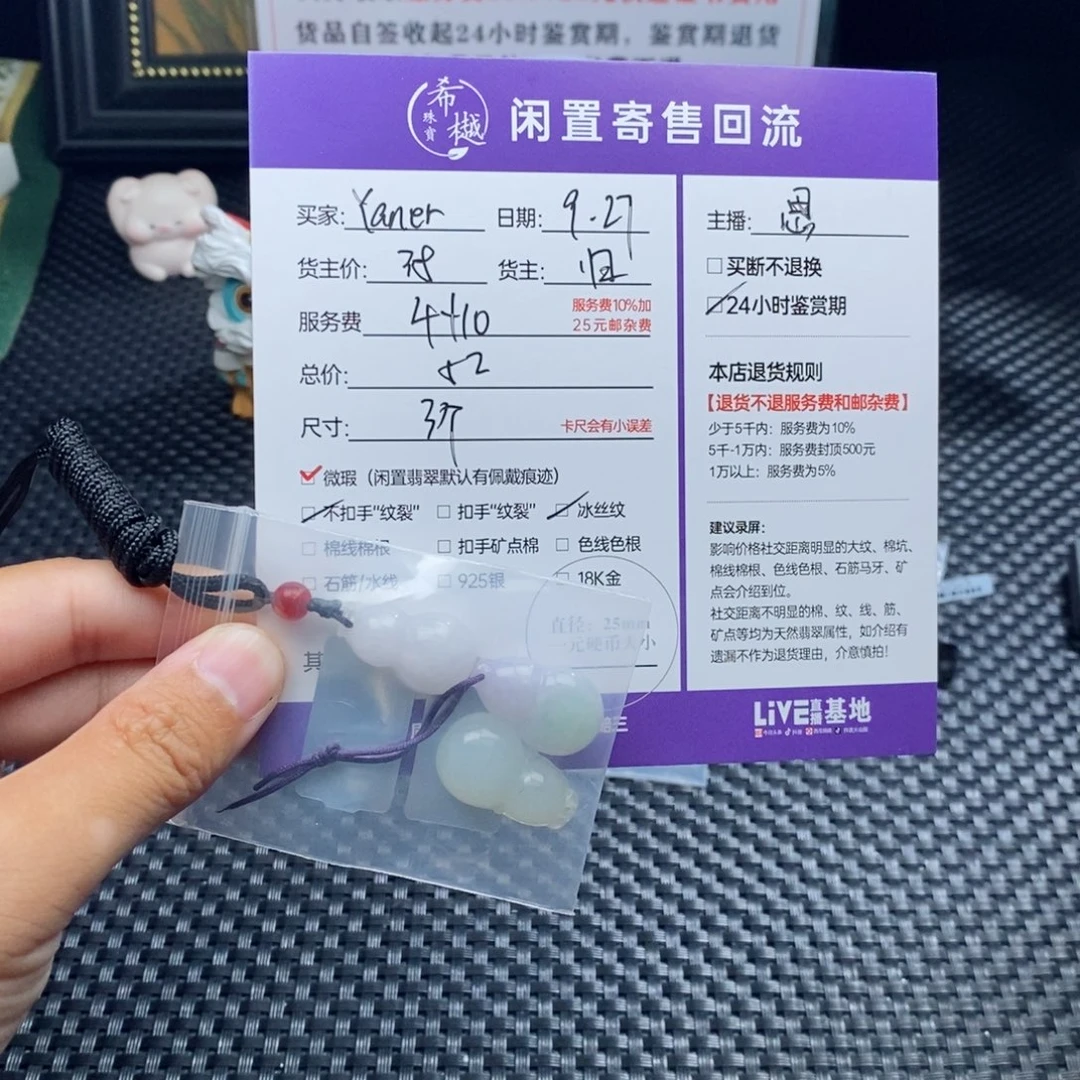 货品自签收起24小时鉴赏期，鉴赏期退货
希樾
珠寶
闲置寄售回流
买家: Yaner
日期: 9.27
货主价: 38
货主:
服务费 4+10
服务费10%加
25元邮杂费
总价: 52
尺寸: 3个
卡尺会有小误差
微瑕（闲置翡翠默认有佩戴痕迹）
不扣手“纹裂” 扣手“纹裂” 冰丝纹
棉线棉根 扣手矿点棉 色线色根
石筋/水线 925银 18K金
直径：25mm
一元硬币大小
其
主播: 思
买断不退换
24小时鉴赏期
本店退货规则
【退货不退服务费和邮杂费】
少于5千内：服务费为10%
5千-1万内：服务费封顶500元
1万以上：服务费为5%
建议录屏：
影响价格社交距离明显的大纹、棉坑、
棉线棉根、色线色根、石筋马牙、矿
点会介绍到位。
社交距离不明显的棉、纹、线、筋、
矿点等均为天然翡翠属性，如介绍有
遗漏不作为退货理由，介意慎拍！
LiVE直播基地